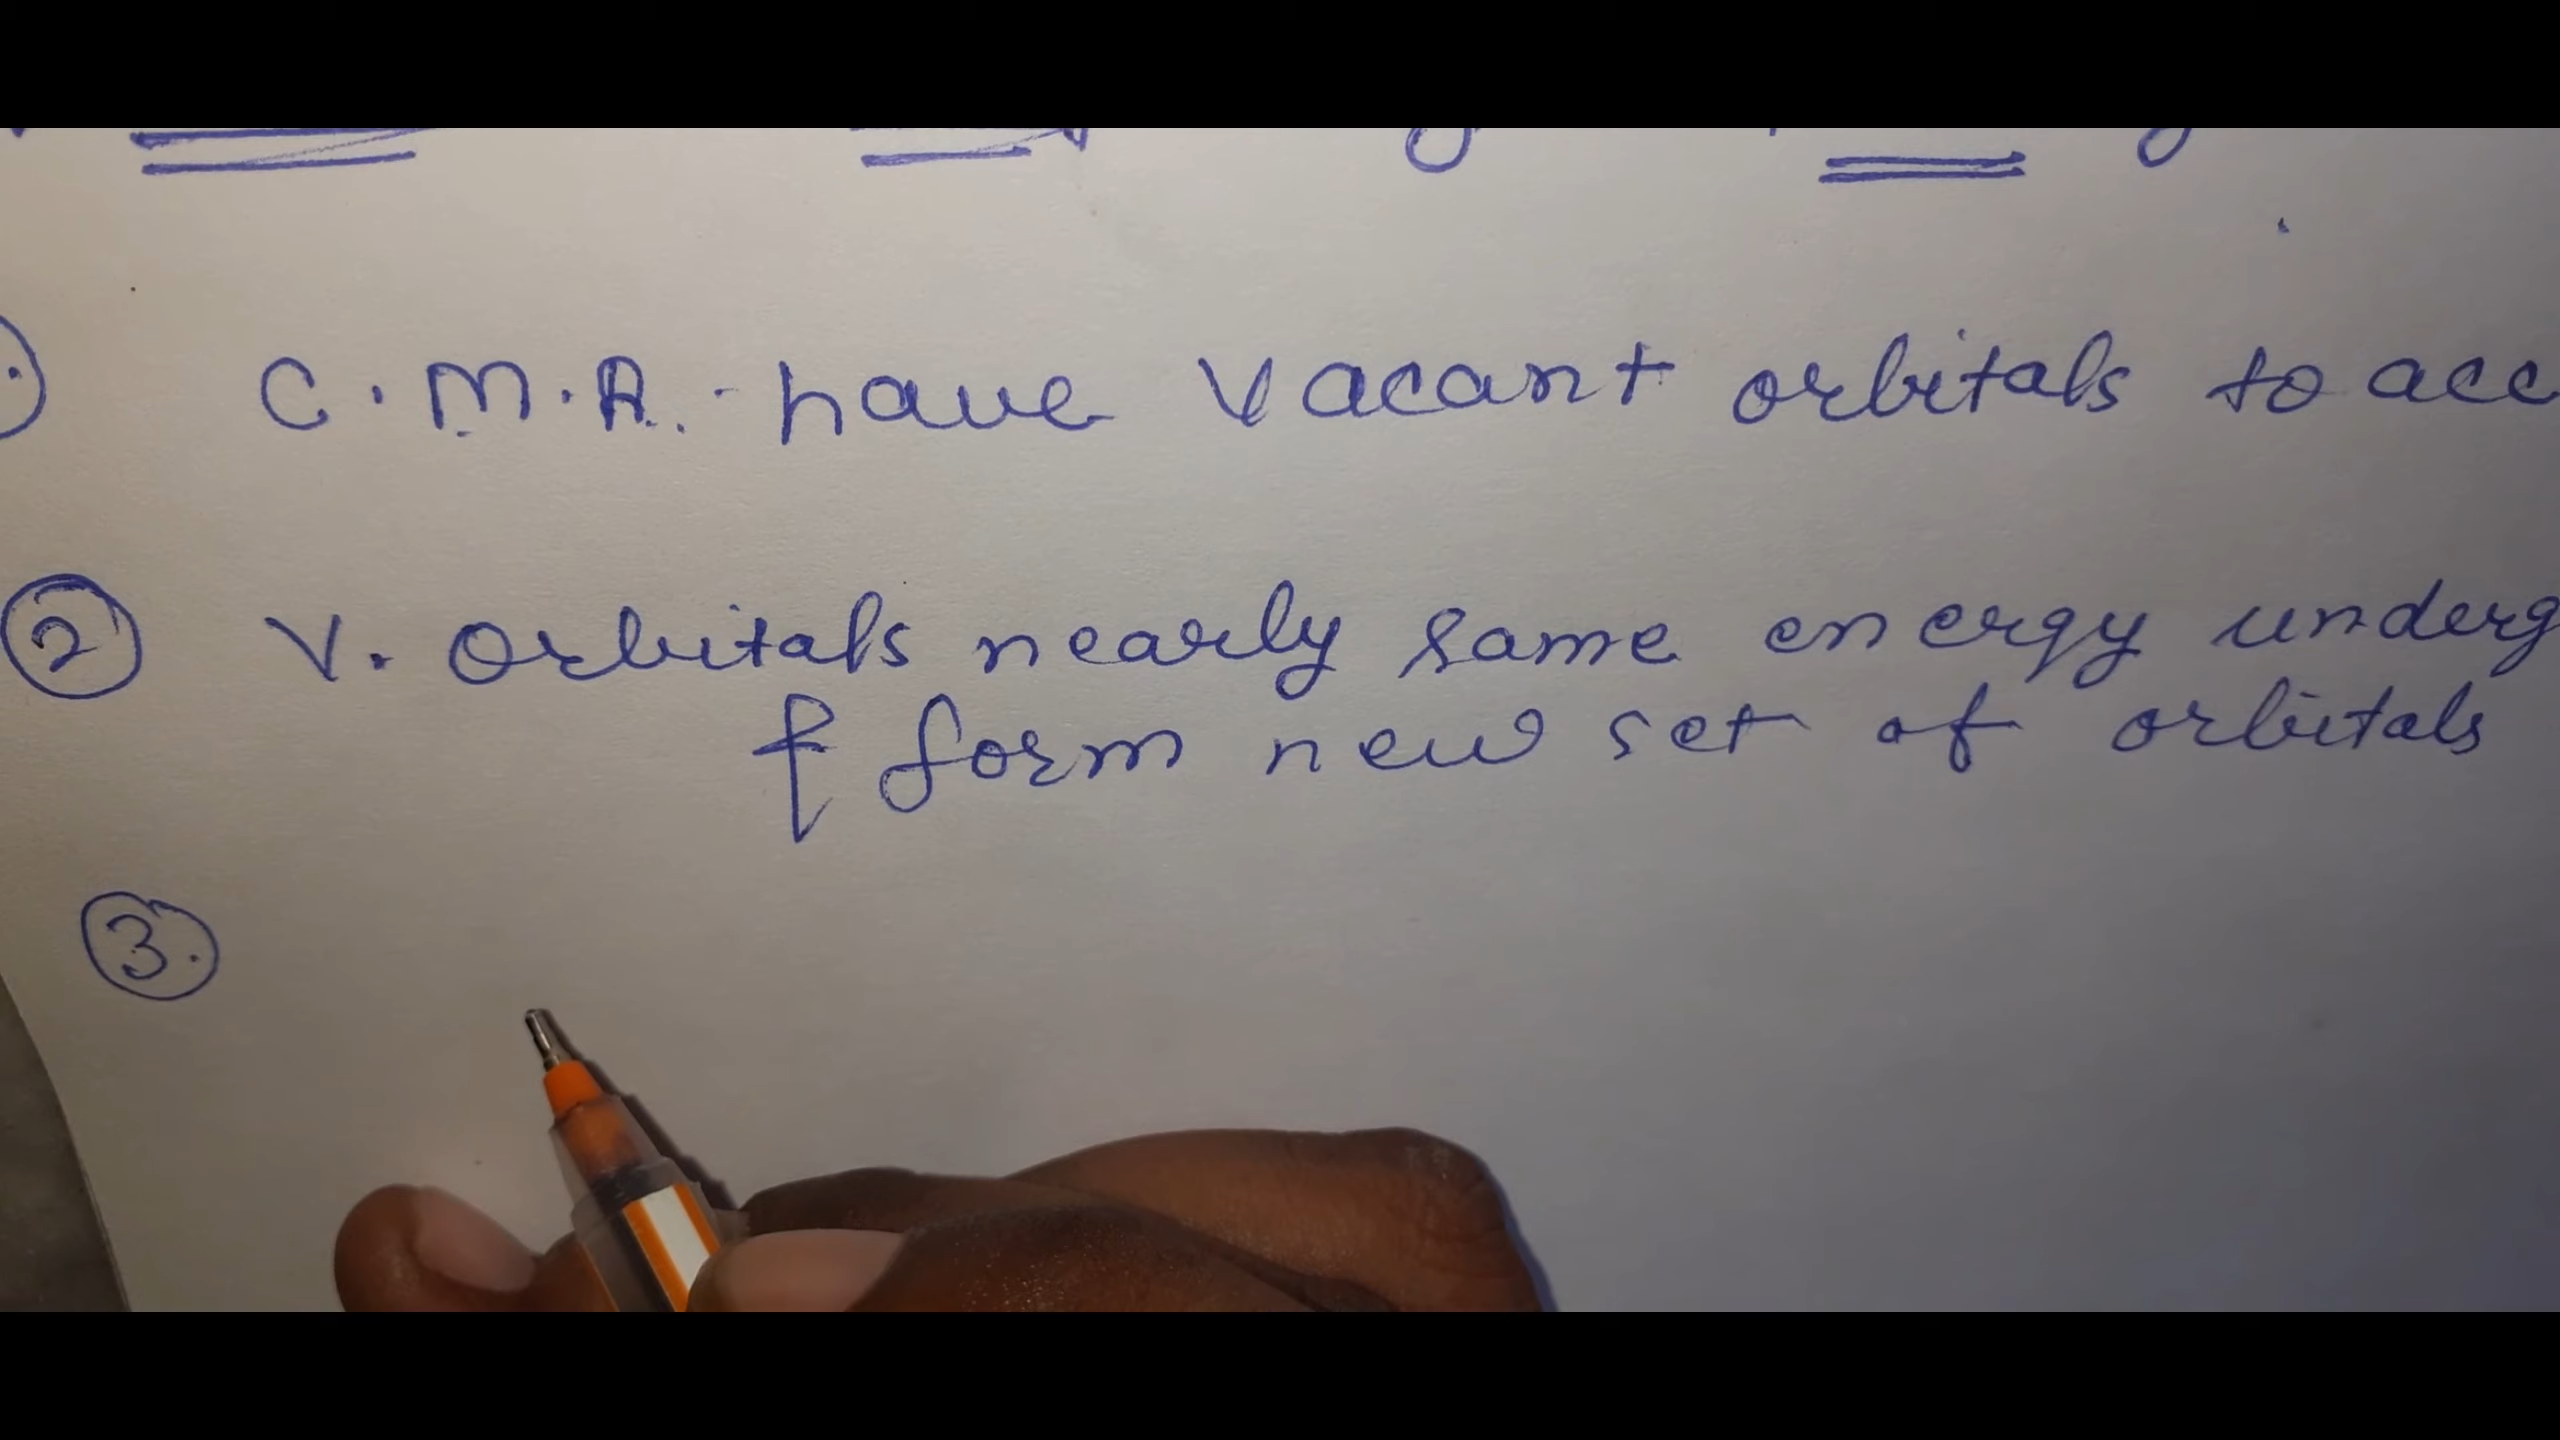 C.M.A. have Vacant orbitals to acc
② V. orbitals nearly same energy underg
& form new set of orbitals
③.